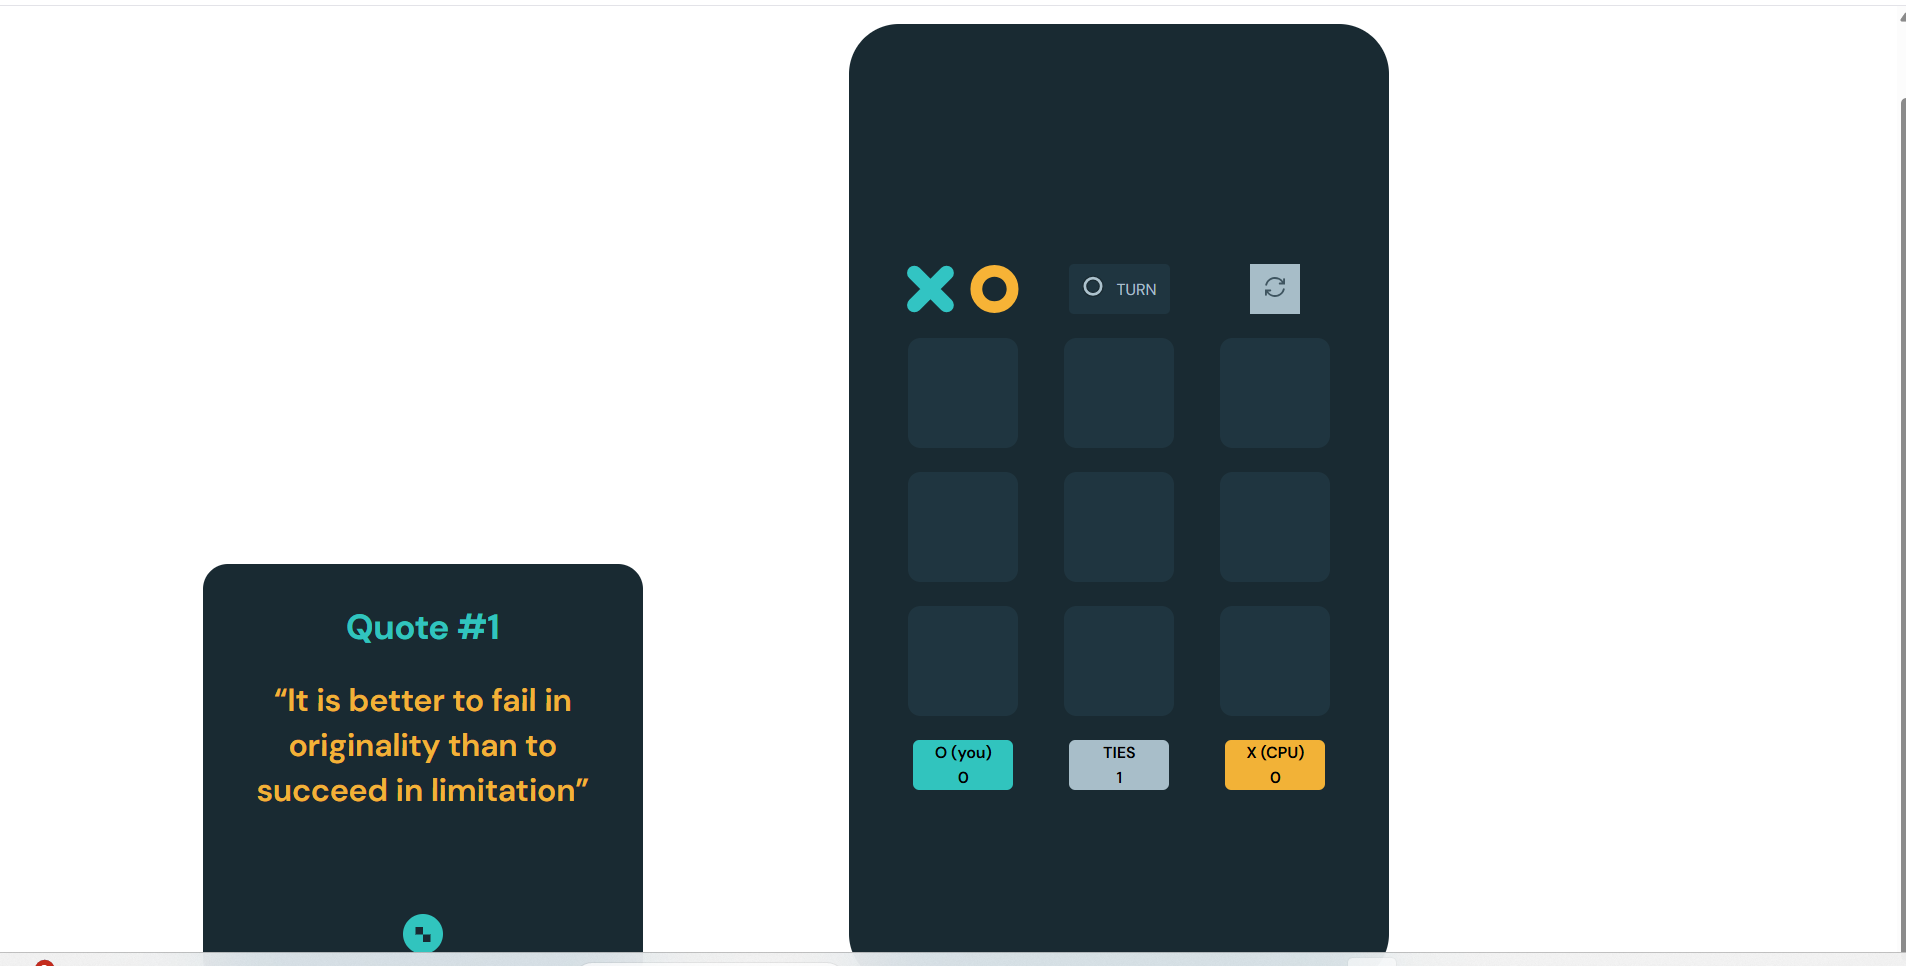 TURN
Quote #1
“It is better to fail in
originality than to
succeed in limitation”
O (you)
0
TIES
1
X (CPU)
0